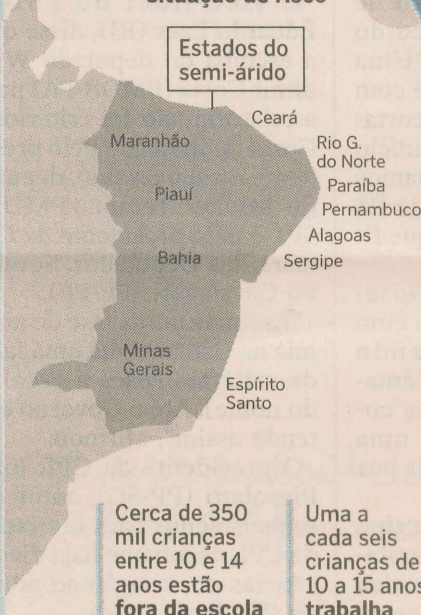 situação de risco
Estados do
semi-árido
Ceará
Maranhão
Rio G.
do Norte
Piauí
Paraíba
Pernambuco
Alagoas
Bahia
Sergipe
Minas
Gerais
Espírito
Santo
Cerca de 350
mil crianças
entre 10 e 14
anos estão
fora da escola
Uma a
cada seis
crianças de
10 a 15 anos
trabalha